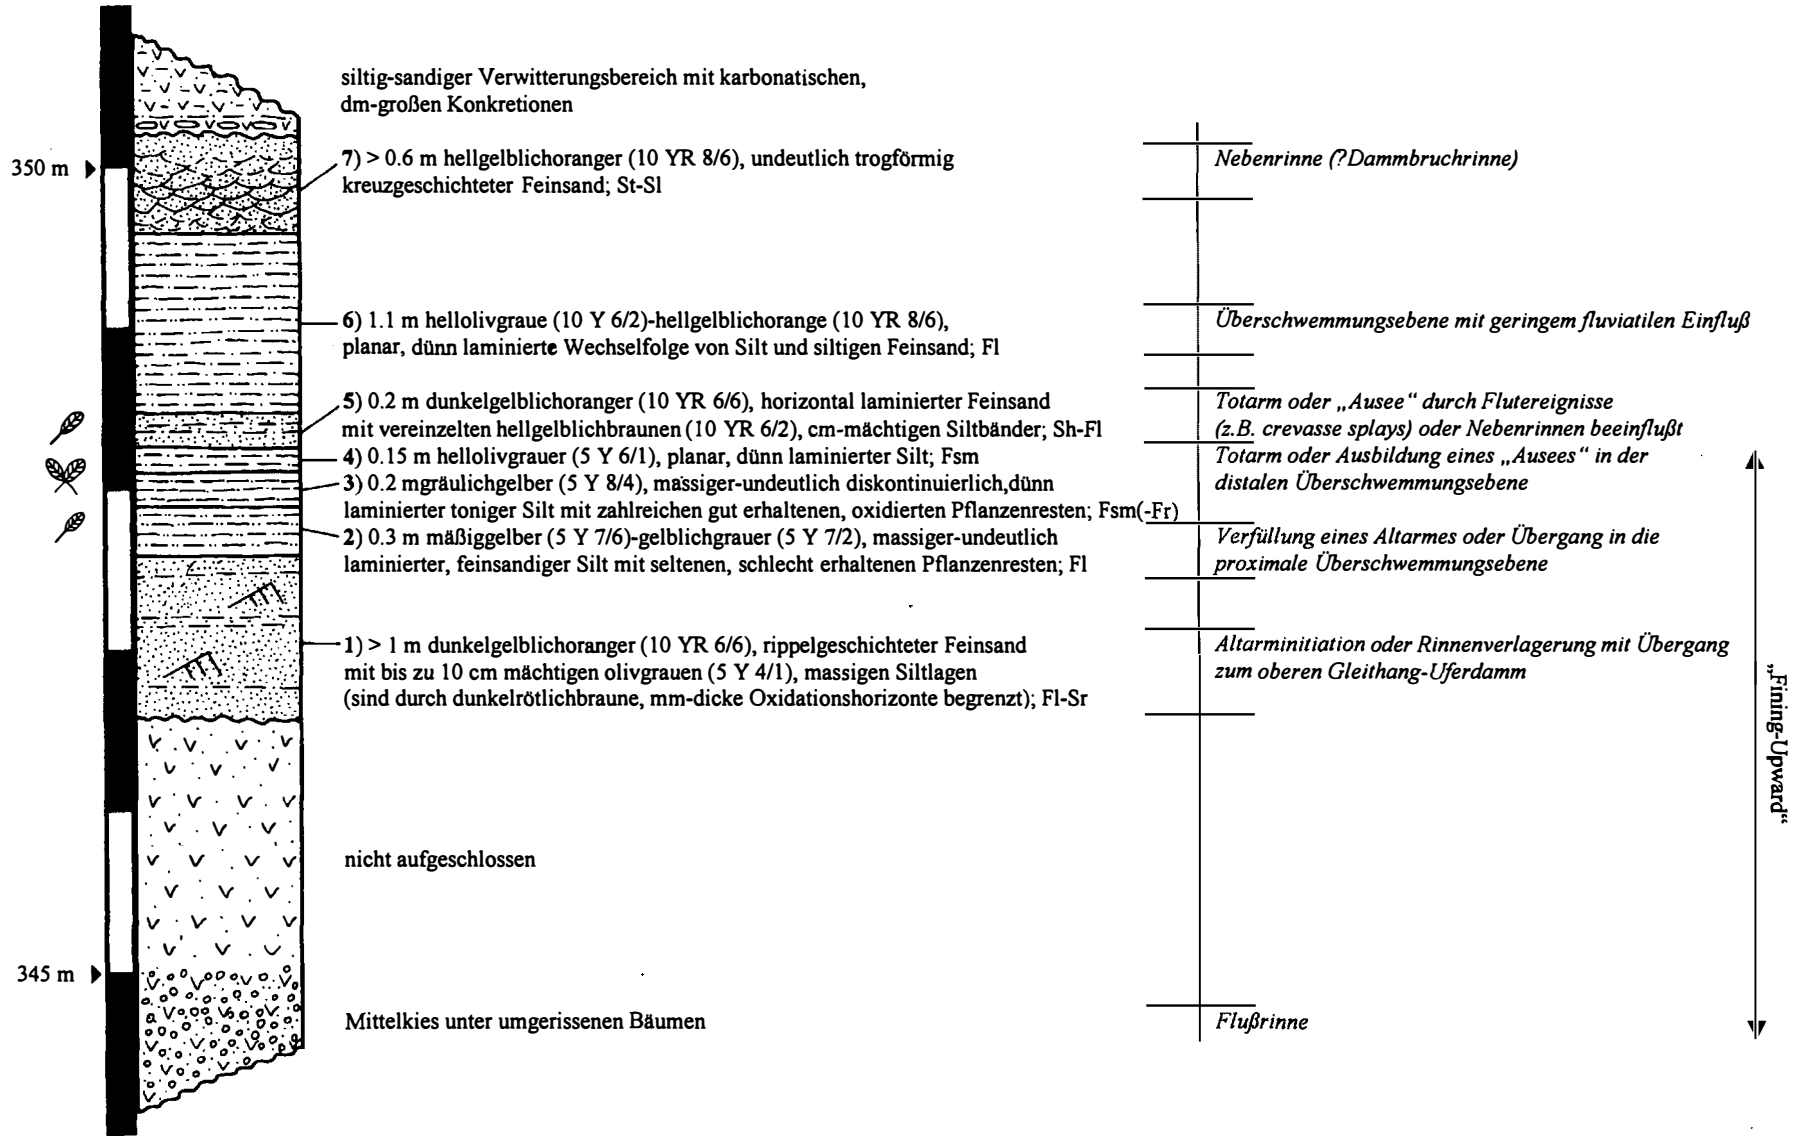 siltig-sandiger Verwitterungsbereich mit karbonatischen,
dm-großen Konkretionen
350 m
7) > 0.6 m hellgelblichoranger (10 YR 8/6), undeutlich trogförmig
kreuzgeschichteter Feinsand; St-Sl
Nebenrinne (?Dammbruchrinne)
6) 1.1 m hellolivgraue (10 Y 6/2)-hellgelblichorange (10 YR 8/6),
planar, dünn laminierte Wechselfolge von Silt und siltigen Feinsand; Fl
Überschwemmungsebene mit geringem fluviatilen Einfluß
5) 0.2 m dunkelgelblichoranger (10 YR 6/6), horizontal laminierter Feinsand
mit vereinzelten hellgelblichbraunen (10 YR 6/2), cm-mächtigen Siltbänder; Sh-Fl
Totarm oder „Ausee" durch Flutereignisse
(z.B. crevasse splays) oder Nebenrinnen beeinflußt
4) 0.15 m hellolivgrauer (5 Y 6/1), planar, dünn laminierter Silt; Fsm
3) 0.2 mgräulichgelber (5 Y 8/4), massiger-undeutlich diskontinuierlich,dünn
laminierter toniger Silt mit zahlreichen gut erhaltenen, oxidierten Pflanzenresten; Fsm(-Fr)
Totarm oder Ausbildung eines „Ausees" in der
distalen Überschwemmungsebene
2) 0.3 m mäßiggelber (5 Y 7/6)-gelblichgrauer (5 Y 7/2), massiger-undeutlich
laminierter, feinsandiger Silt mit seltenen, schlecht erhaltenen Pflanzenresten; Fl
Verfüllung eines Altarmes oder Übergang in die
proximale Überschwemmungsebene
1) > 1 m dunkelgelblichoranger (10 YR 6/6), rippelgeschichteter Feinsand
mit bis zu 10 cm mächtigen olivgrauen (5 Y 4/1), massigen Siltlagen
(sind durch dunkelrötlichbraune, mm-dicke Oxidationshorizonte begrenzt); Fl-Sr
Altarminitiation oder Rinnenverlagerung mit Übergang
zum oberen Gleithang-Uferdamm
„Fining-Upward“
nicht aufgeschlossen
345 m
Mittelkies unter umgerissenen Bäumen
Flußrinne